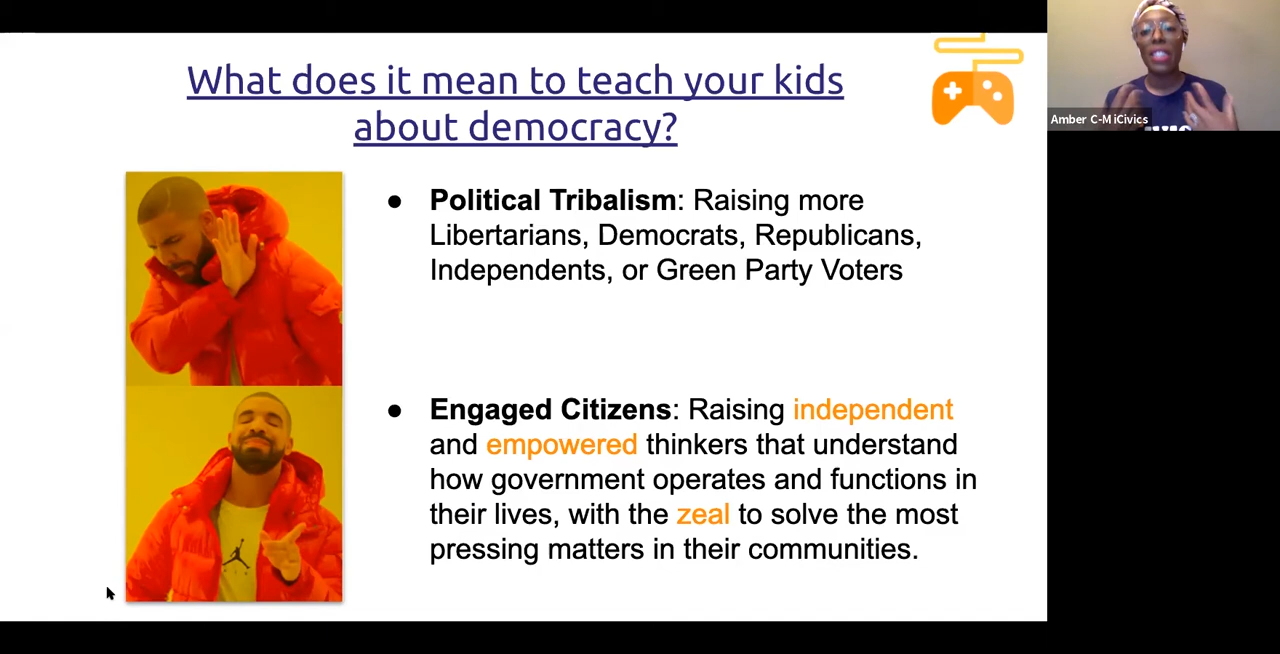 What does it mean to teach your kids
about democracy?
Amber C-M iCivics
● Political Tribalism: Raising more
Libertarians, Democrats, Republicans,
Independents, or Green Party Voters
● Engaged Citizens: Raising independent
and empowered thinkers that understand
how government operates and functions in
their lives, with the zeal to solve the most
pressing matters in their communities.